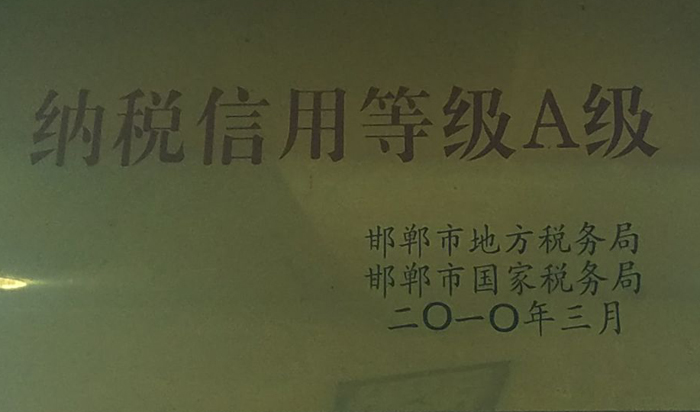 纳税信用等级A级
邯郸市地方税务局
邯郸市国家税务局
二〇一〇年三月